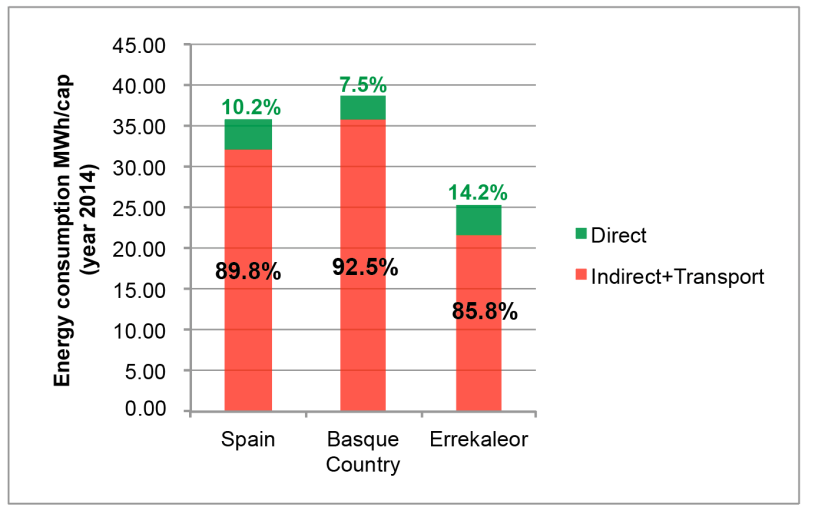 Energy consumption MWh/cap
(year 2014)
45.00
40.00
35.00
30.00
25.00
20.00
15.00
10.00
5.00
0.00
10.2%
7.5%
14.2%
89.8%
92.5%
85.8%
Spain
Basque
Country
Errekaleor
Direct
Indirect+Transport